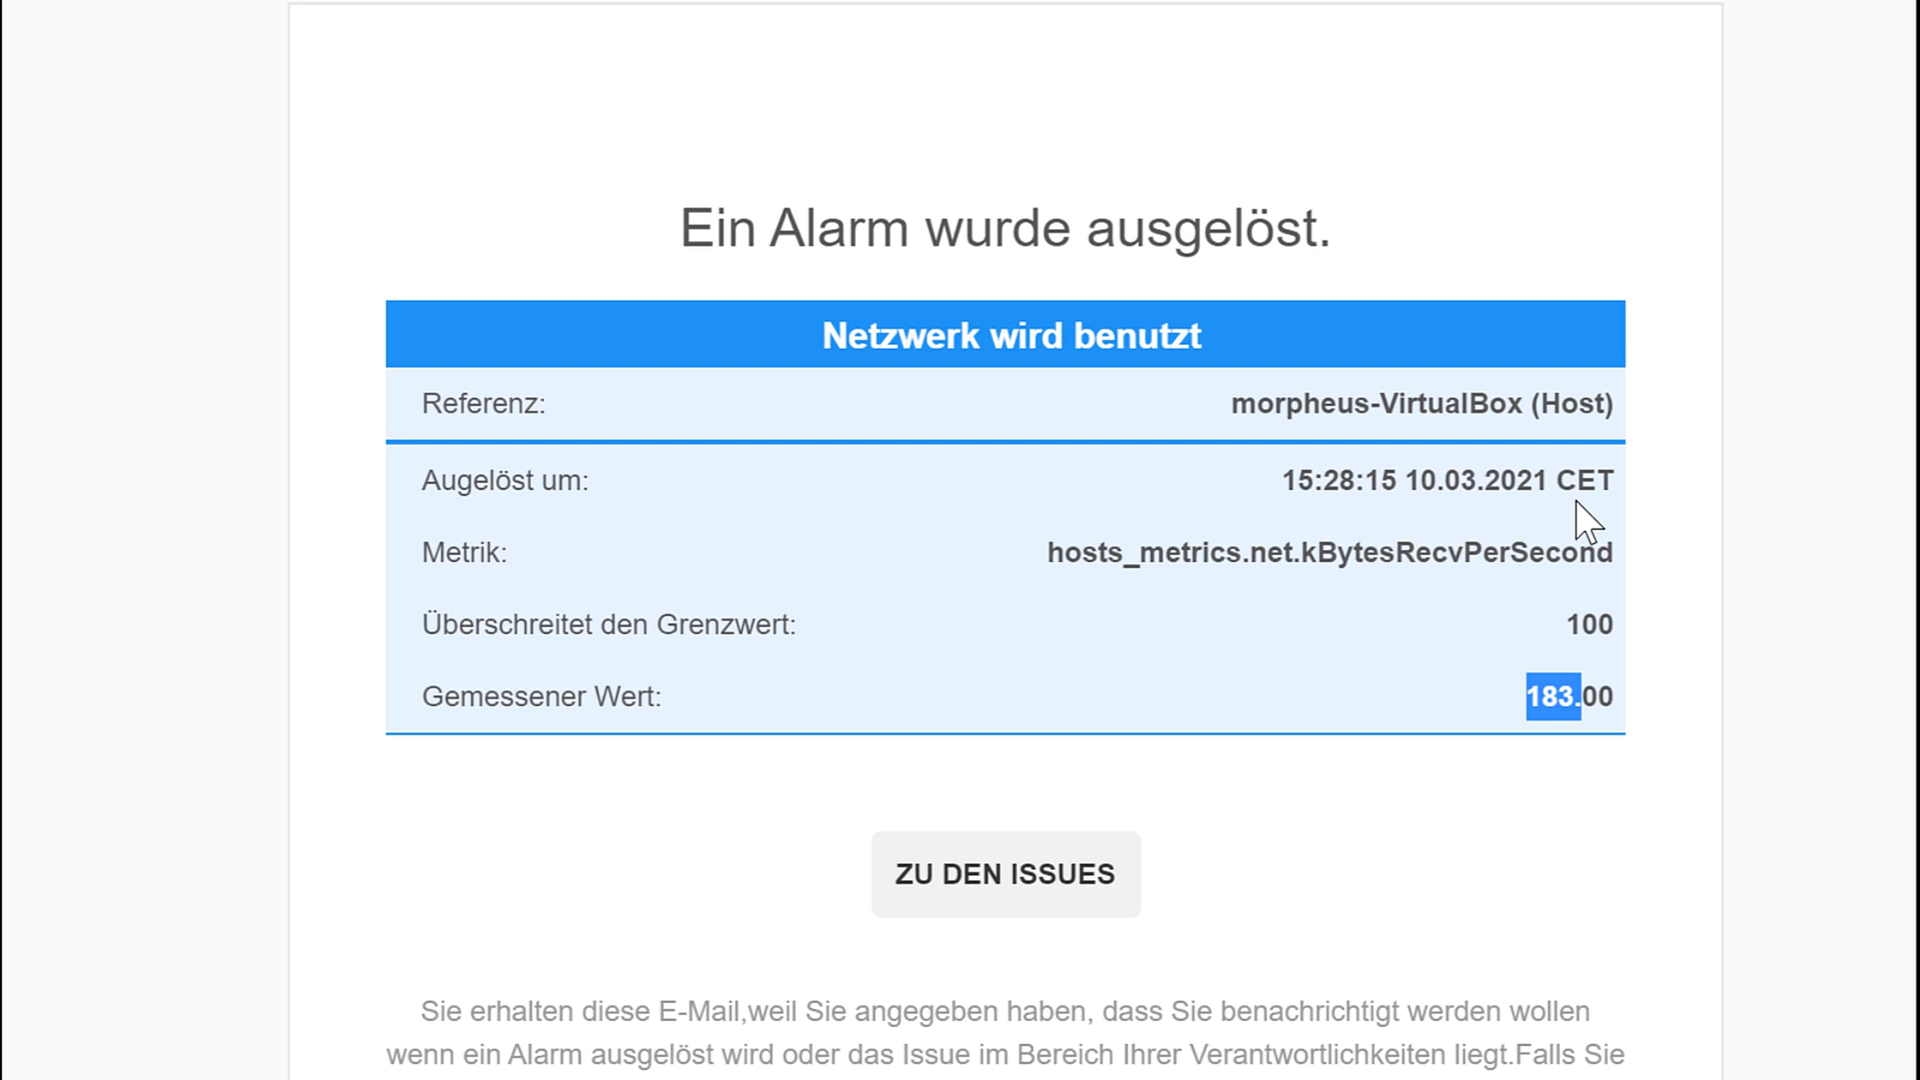 Ein Alarm wurde ausgelöst.
Netzwerk wird benutzt
Referenz: morpheus-VirtualBox (Host)
Augelöst um: 15:28:15 10.03.2021 CET
Metrik: hosts_metrics.net.kBytesRecvPerSecond
Überschreitet den Grenzwert: 100
Gemessener Wert: 183.00
ZU DEN ISSUES
Sie erhalten diese E-Mail,weil Sie angegeben haben, dass Sie benachrichtigt werden wollen
wenn ein Alarm ausgelöst wird oder das Issue im Bereich Ihrer Verantwortlichkeiten liegt.Falls Sie